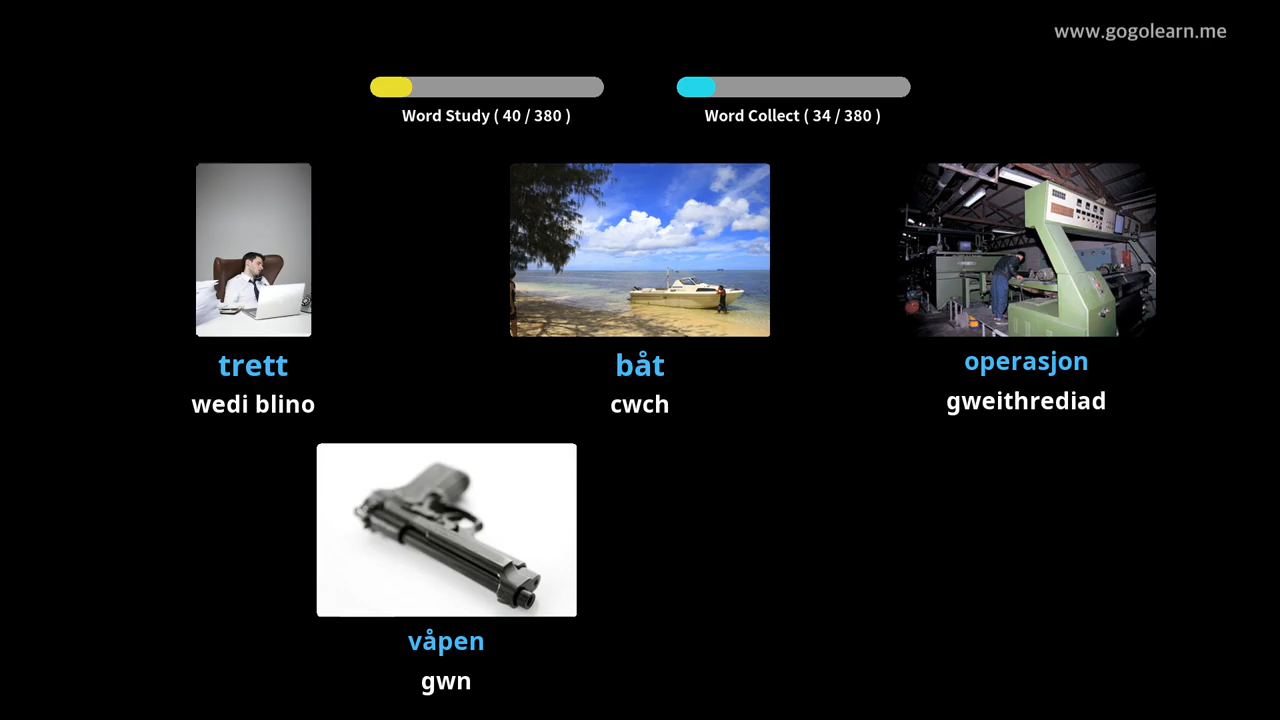 www.gogolearn.me
Word Study ( 40 / 380 )
Word Collect ( 34 / 380 )
trett
wedi blino
båt
cwch
operasjon
gweithrediad
våpen
gwn